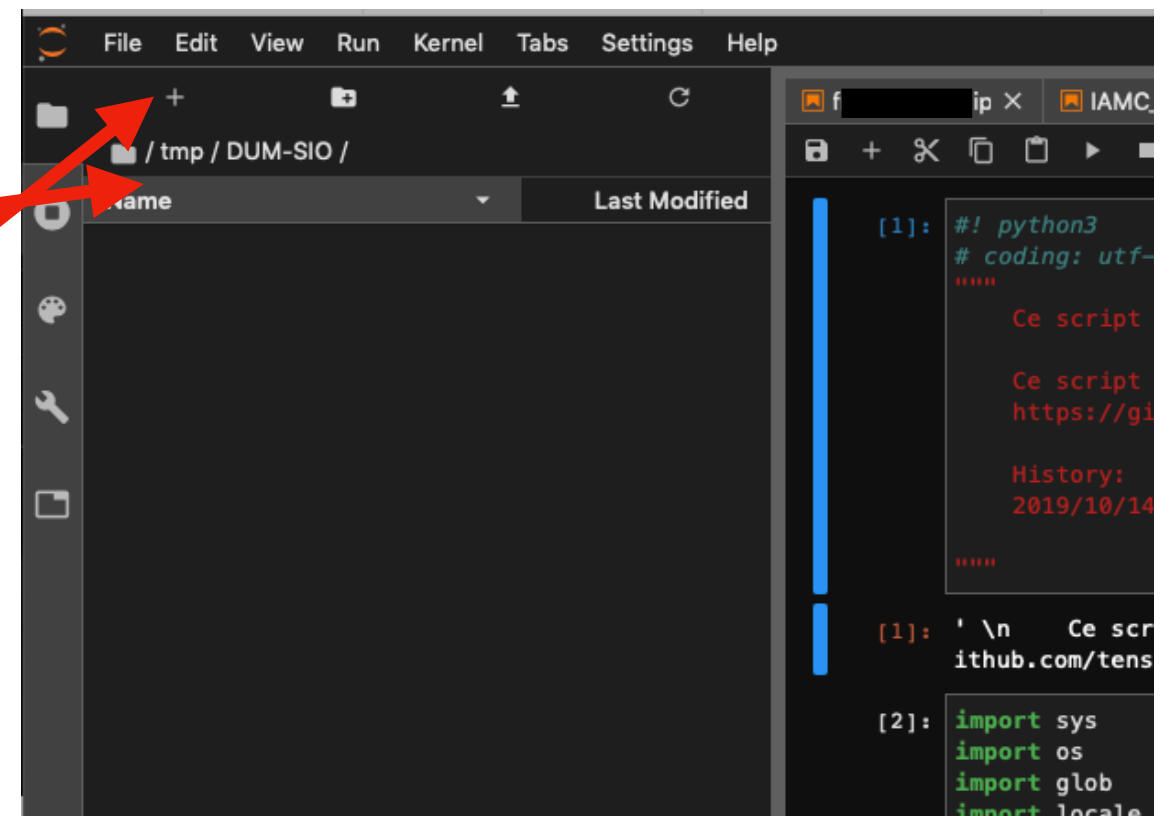 File Edit View Run Kernel Tabs Settings Help
/ tmp / DUM-SIO /
Name Last Modified
f ip × IAMC_
[1]: #! python3
# coding: utf-
"""
Ce script
Ce script
https://gi
History:
2019/10/14
"""
[1]: ' \n Ce scr
ithub.com/tens
[2]: import sys
import os
import glob
import locale